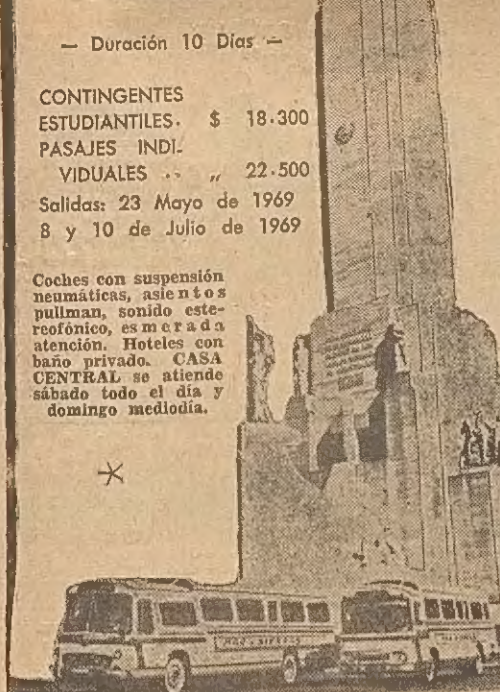 — Duración 10 Días —
CONTINGENTES
ESTUDIANTILES. $ 18.300
PASAJES INDI-
VIDUALES .. „ 22.500
Salidas: 23 Mayo de 1969
8 y 10 de Julio de 1969
Coches con suspensión
neumáticas, asientos
pullman, sonido este-
reofónico, esmerada
atención. Hoteles con
baño privado. CASA
CENTRAL se atiende
sábado todo el día y
domingo mediodía.